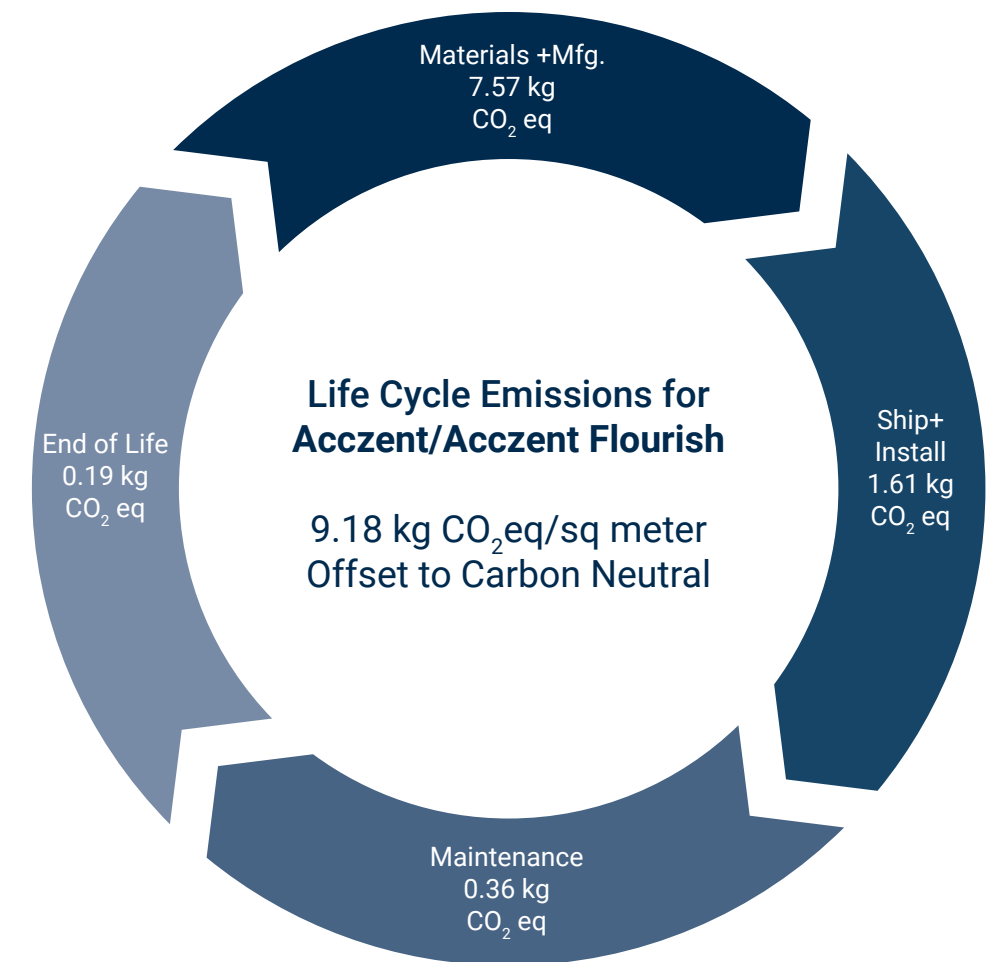 Materials +Mfg.
7.57 kg
CO₂ eq
Ship+
Install
1.61 kg
CO₂ eq
Maintenance
0.36 kg
CO₂ eq
End of Life
0.19 kg
CO₂ eq
Life Cycle Emissions for
Acczent/Acczent Flourish
9.18 kg CO₂eq/sq meter
Offset to Carbon Neutral